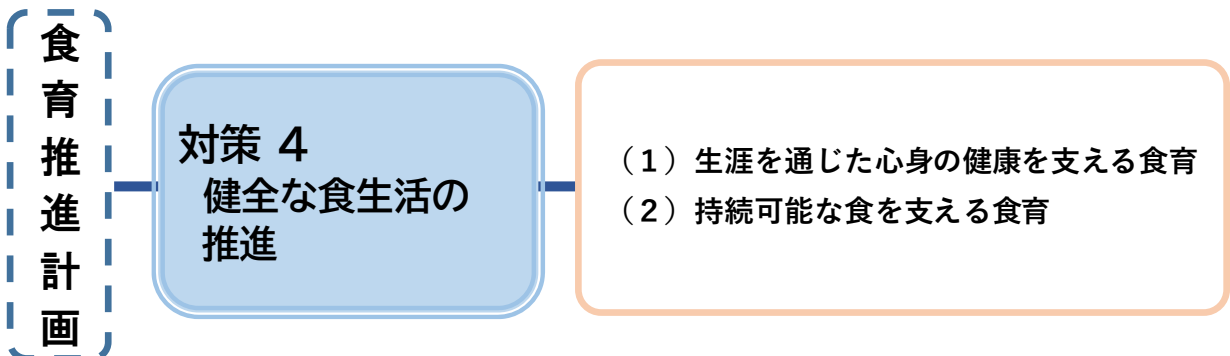 食育推進計画
対策 4
健全な食生活の
推進
（1）生涯を通じた心身の健康を支える食育
（2）持続可能な食を支える食育